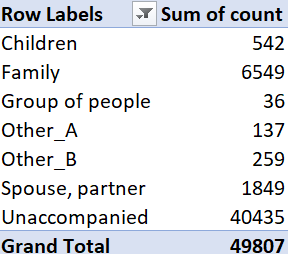 Row Labels Sum of count
Children 542
Family 6549
Group of people 36
Other_A 137
Other_B 259
Spouse, partner 1849
Unaccompanied 40435
Grand Total 49807